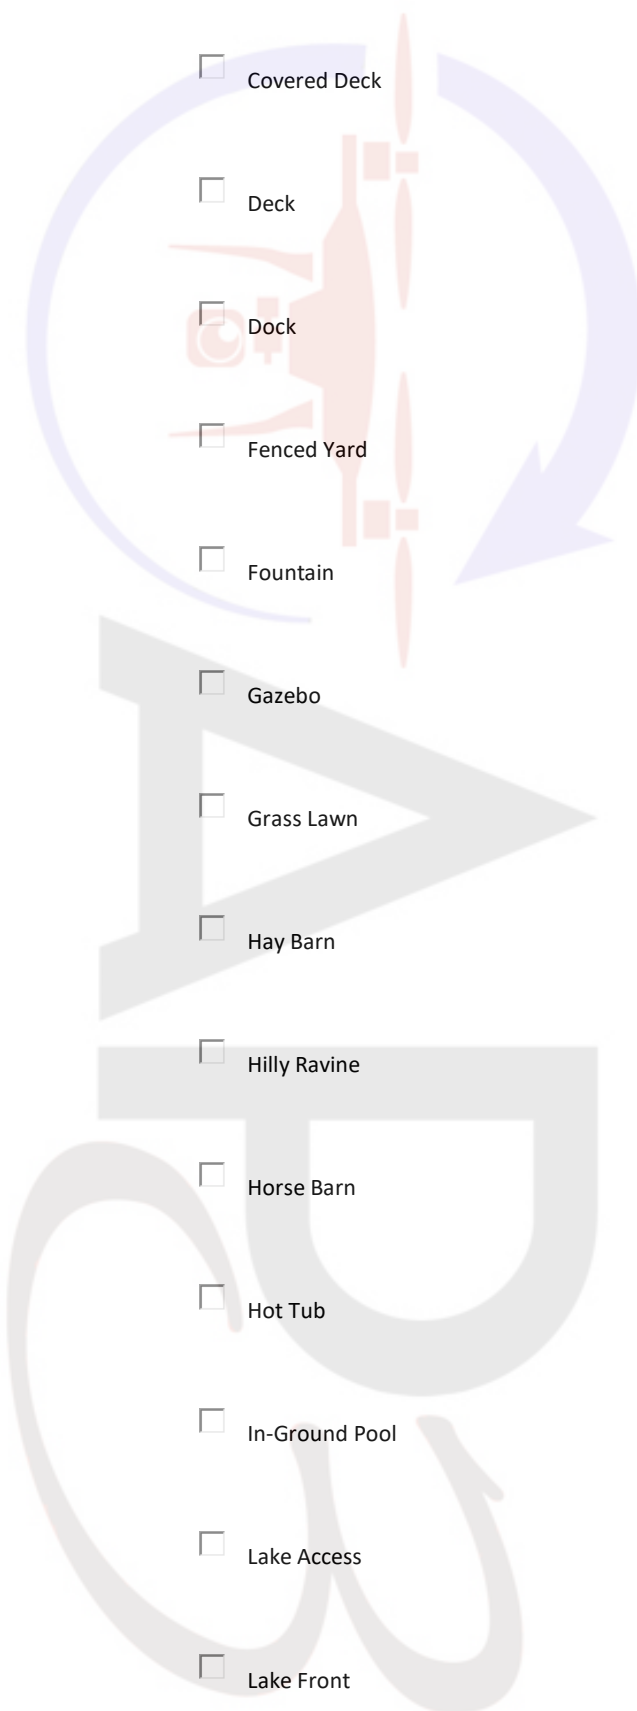 Covered Deck
Deck
Dock
Fenced Yard
Fountain
Gazebo
Grass Lawn
Hay Barn
Hilly Ravine
Horse Barn
Hot Tub
In-Ground Pool
Lake Access
Lake Front
AP3